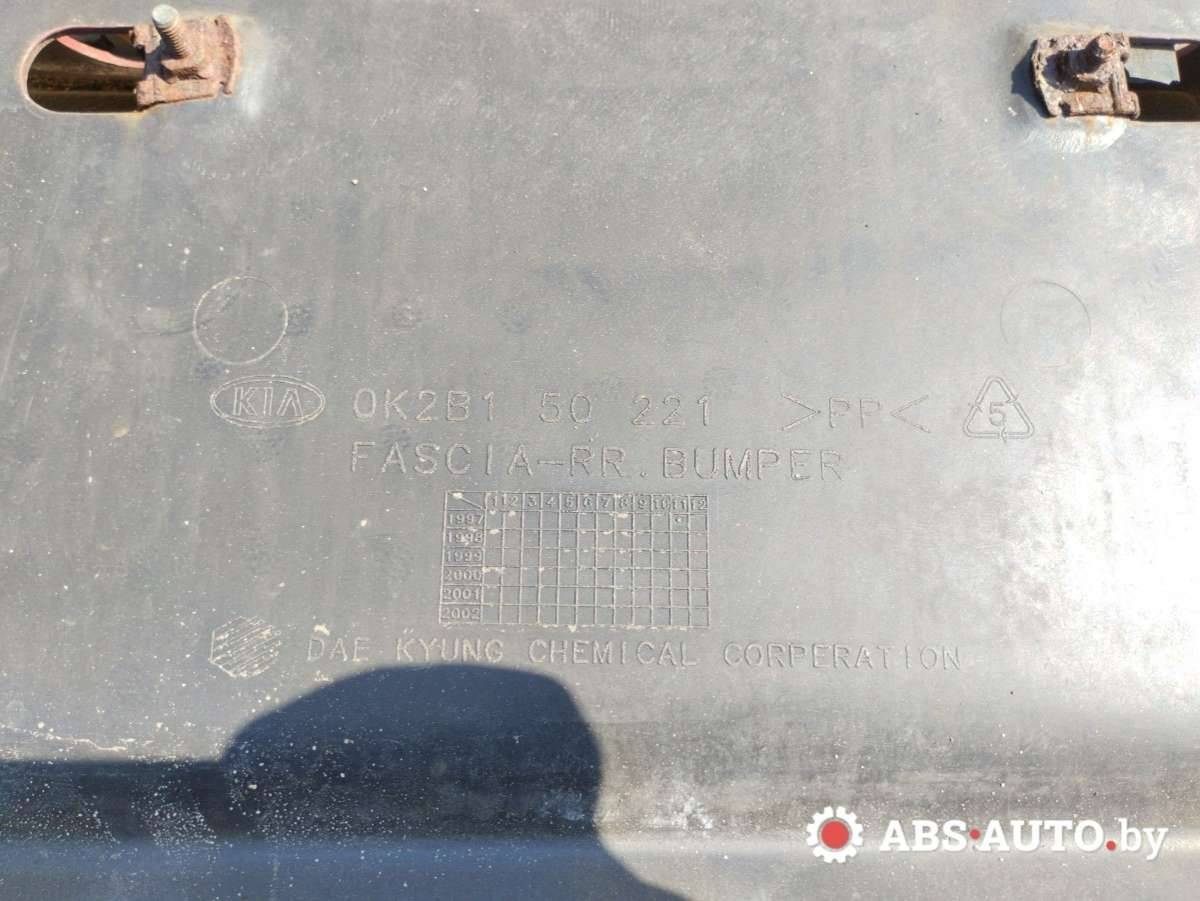 KIA 0K2B1 50 221 >PP< 5
FASCIA-RR. BUMPER
1 2 3 4 5 6 7 8 9 10 11 12
1997
1998
1999
2000
2001
2002
DAE KYUNG CHEMICAL CORPERATION
ABS-AUTO.by